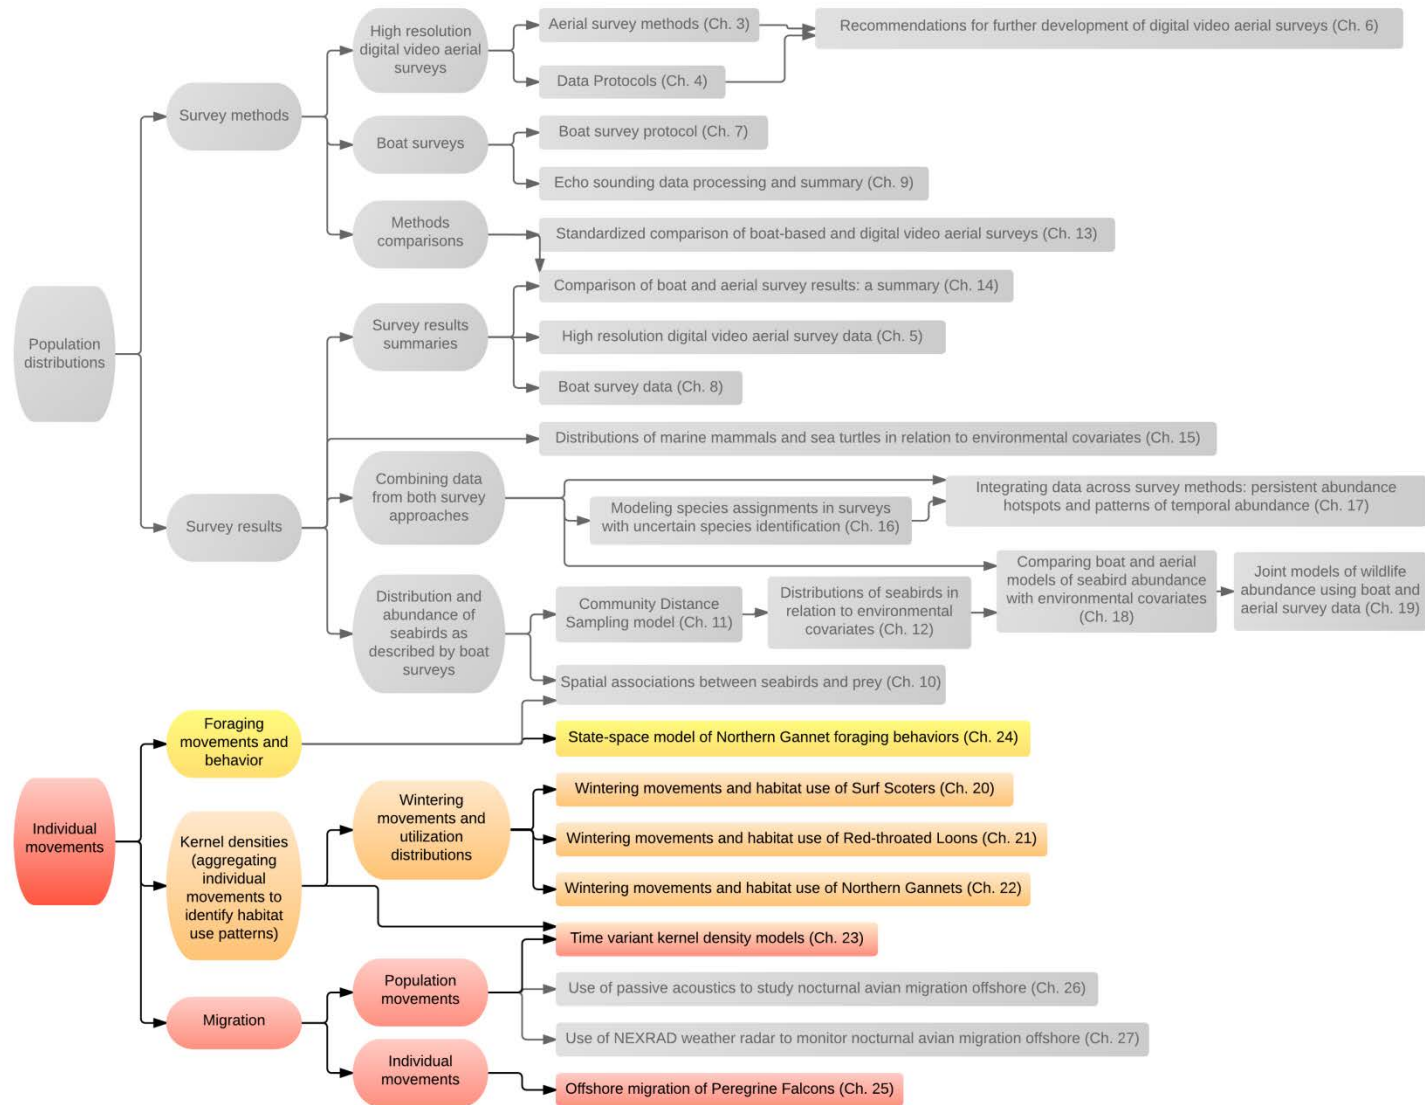 High resolution
digital video aerial
surveys
Aerial survey methods (Ch. 3)
Recommendations for further development of digital video aerial surveys (Ch. 6)
Data Protocols (Ch. 4)
Survey methods
Boat surveys
Boat survey protocol (Ch. 7)
Echo sounding data processing and summary (Ch. 9)
Methods
comparisons
Standardized comparison of boat-based and digital video aerial surveys (Ch. 13)
Population
distributions
Survey results
summaries
Comparison of boat and aerial survey results: a summary (Ch. 14)
High resolution digital video aerial survey data (Ch. 5)
Boat survey data (Ch. 8)
Distributions of marine mammals and sea turtles in relation to environmental covariates (Ch. 15)
Survey results
Combining data
from both survey
approaches
Modeling species assignments in surveys
with uncertain species identification (Ch. 16)
Integrating data across survey methods: persistent abundance
hotspots and patterns of temporal abundance (Ch. 17)
Distribution and
abundance of
seabirds as
described by boat
surveys
Community Distance
Sampling model (Ch. 11)
Distributions of seabirds in
relation to environmental
covariates (Ch. 12)
Comparing boat and aerial
models of seabird abundance
with environmental covariates
(Ch. 18)
Joint models of wildlife
abundance using boat and
aerial survey data (Ch. 19)
Spatial associations between seabirds and prey (Ch. 10)
Individual
movements
Foraging
movements and
behavior
State-space model of Northern Gannet foraging behaviors (Ch. 24)
Kernel densities
(aggregating
individual
movements to
identify habitat
use patterns)
Wintering
movements and
utilization
distributions
Wintering movements and habitat use of Surf Scoters (Ch. 20)
Wintering movements and habitat use of Red-throated Loons (Ch. 21)
Wintering movements and habitat use of Northern Gannets (Ch. 22)
Time variant kernel density models (Ch. 23)
Migration
Population
movements
Use of passive acoustics to study nocturnal avian migration offshore (Ch. 26)
Use of NEXRAD weather radar to monitor nocturnal avian migration offshore (Ch. 27)
Individual
movements
Offshore migration of Peregrine Falcons (Ch. 25)